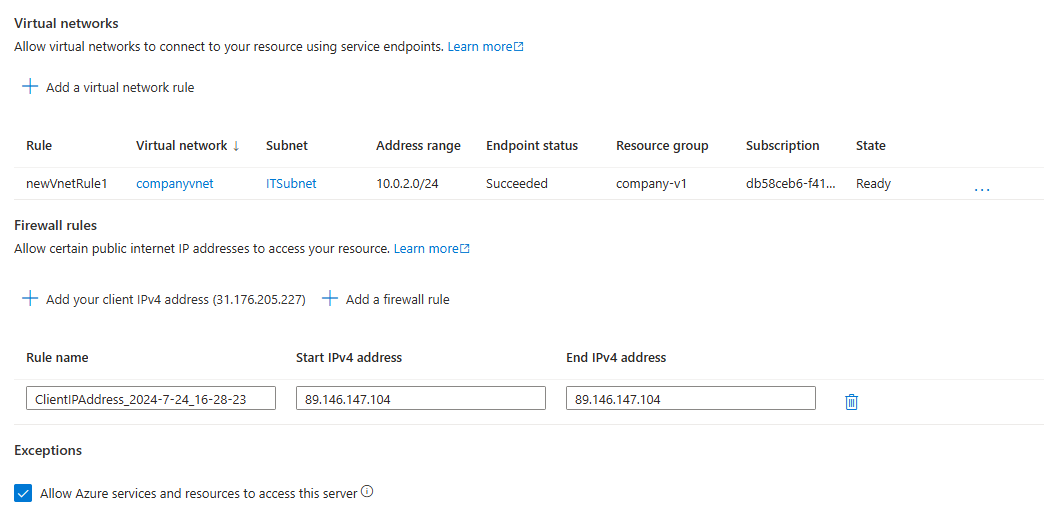 Virtual networks
Allow virtual networks to connect to your resource using service endpoints. Learn more
Add a virtual network rule
Rule Virtual network ↓ Subnet Address range Endpoint status Resource group Subscription State
newVnetRule1 companyvnet ITSubnet 10.0.2.0/24 Succeeded company-v1 db58ceb6-f41... Ready ...
Firewall rules
Allow certain public internet IP addresses to access your resource. Learn more
Add your client IPv4 address (31.176.205.227) Add a firewall rule
Rule name Start IPv4 address End IPv4 address
ClientIPAddress_2024-7-24_16-28-23 89.146.147.104 89.146.147.104
Exceptions
Allow Azure services and resources to access this server